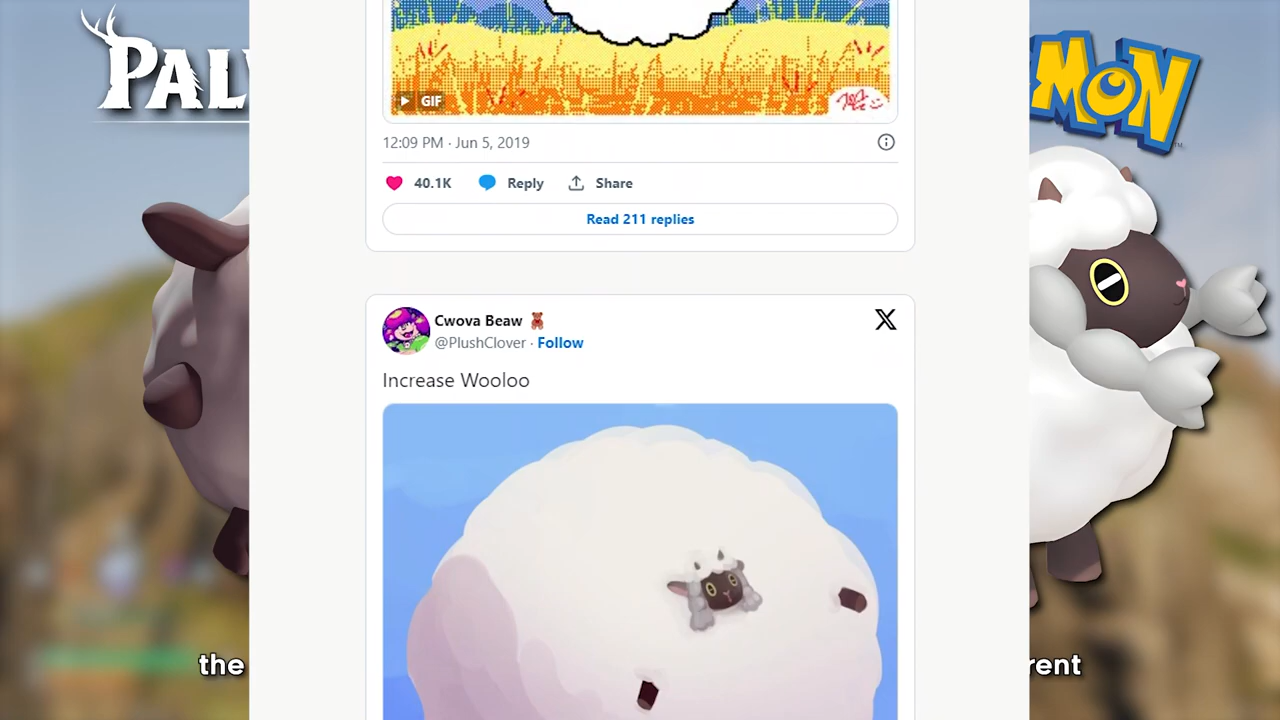 PAL
MON
GIF
12:09 PM · Jun 5, 2019
40.1K Reply Share
Read 211 replies
Cwova Beaw
@PlushClover · Follow
Increase Wooloo
the
rent